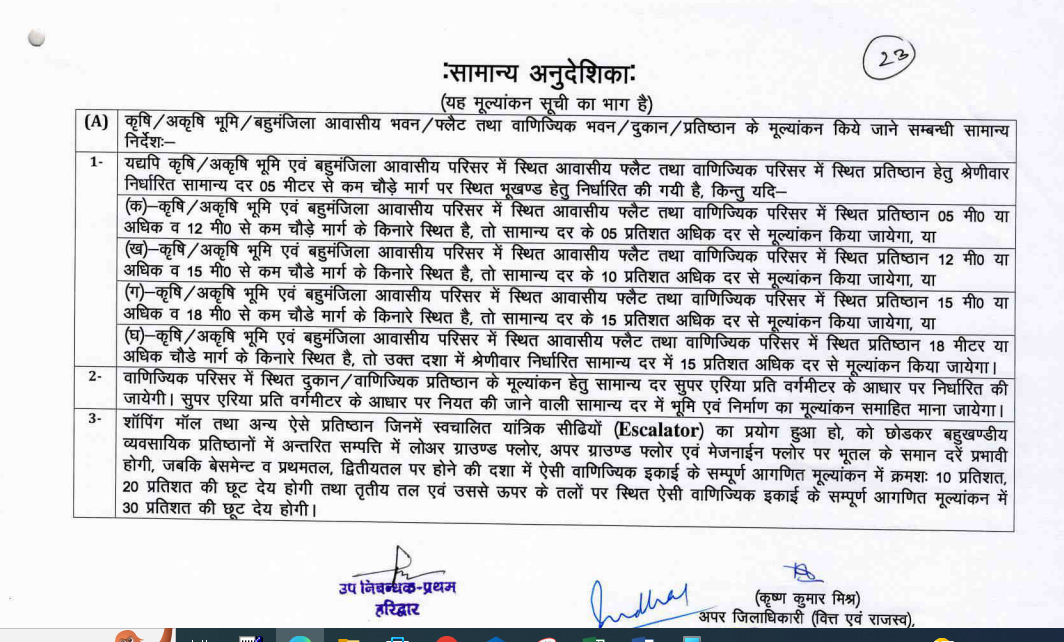 23
:सामान्य अनुदेशिका:
(यह मूल्यांकन सूची का भाग है)
(A) कृषि/अकृषि भूमि/बहुमंजिला आवासीय भवन/फ्लैट तथा वाणिज्यिक भवन/दुकान/प्रतिष्ठान के मूल्यांकन किये जाने सम्बन्धी सामान्य
निर्देशः–
1- यद्यपि कृषि/अकृषि भूमि एवं बहुमंजिला आवासीय परिसर में स्थित आवासीय फ्लैट तथा वाणिज्यिक परिसर में स्थित प्रतिष्ठान हेतु श्रेणीवार
निर्धारित सामान्य दर 05 मीटर से कम चौड़े मार्ग पर स्थित भूखण्ड हेतु निर्धारित की गयी है, किन्तु यदि–
(क)–कृषि/अकृषि भूमि एवं बहुमंजिला आवासीय परिसर में स्थित आवासीय फ्लैट तथा वाणिज्यिक परिसर में स्थित प्रतिष्ठान 05 मी0 या
अधिक व 12 मी0 से कम चौड़े मार्ग के किनारे स्थित है, तो सामान्य दर के 05 प्रतिशत अधिक दर से मूल्यांकन किया जायेगा, या
(ख)–कृषि/अकृषि भूमि एवं बहुमंजिला आवासीय परिसर में स्थित आवासीय फ्लैट तथा वाणिज्यिक परिसर में स्थित प्रतिष्ठान 12 मी0 या
अधिक व 15 मी0 से कम चौडे मार्ग के किनारे स्थित है, तो सामान्य दर के 10 प्रतिशत अधिक दर से मूल्यांकन किया जायेगा, या
(ग)–कृषि/अकृषि भूमि एवं बहुमंजिला आवासीय परिसर में स्थित आवासीय फ्लैट तथा वाणिज्यिक परिसर में स्थित प्रतिष्ठान 15 मी0 या
अधिक व 18 मी0 से कम चौडे मार्ग के किनारे स्थित है, तो सामान्य दर के 15 प्रतिशत अधिक दर से मूल्यांकन किया जायेगा, या
(घ)–कृषि/अकृषि भूमि एवं बहुमंजिला आवासीय परिसर में स्थित आवासीय फ्लैट तथा वाणिज्यिक परिसर में स्थित प्रतिष्ठान 18 मीटर या
अधिक चौडे मार्ग के किनारे स्थित है, तो उक्त दशा में श्रेणीवार निर्धारित सामान्य दर में 15 प्रतिशत अधिक दर से मूल्यांकन किया जायेगा।
2- वाणिज्यिक परिसर में स्थित दुकान/वाणिज्यिक प्रतिष्ठान के मूल्यांकन हेतु सामान्य दर सुपर एरिया प्रति वर्गमीटर के आधार पर निर्धारित की
जायेगी। सुपर एरिया प्रति वर्गमीटर के आधार पर नियत की जाने वाली सामान्य दर में भूमि एवं निर्माण का मूल्यांकन समाहित माना जायेगा।
3- शॉपिंग मॉल तथा अन्य ऐसे प्रतिष्ठान जिनमें स्वचालित यांत्रिक सीढियों (Escalator) का प्रयोग हुआ हो, को छोडकर बहुखण्डीय
व्यवसायिक प्रतिष्ठानों में अन्तरित सम्पत्ति में लोअर ग्राउण्ड फ्लोर, अपर ग्राउण्ड फ्लोर एवं मेजनाईन फ्लोर पर भूतल के समान दरें प्रभावी
होगी, जबकि बेसमेन्ट व प्रथमतल, द्वितीयतल पर होने की दशा में ऐसी वाणिज्यिक इकाई के सम्पूर्ण आगणित मूल्यांकन में क्रमशः 10 प्रतिशत,
20 प्रतिशत की छूट देय होगी तथा तृतीय तल एवं उससे ऊपर के तलों पर स्थित ऐसी वाणिज्यिक इकाई के सम्पूर्ण आगणित मूल्यांकन में
30 प्रतिशत की छूट देय होगी।
उप निबन्धक-प्रथम
हरिद्वार
(कृष्ण कुमार मिश्र)
अपर जिलाधिकारी (वित्त एवं राजस्व),